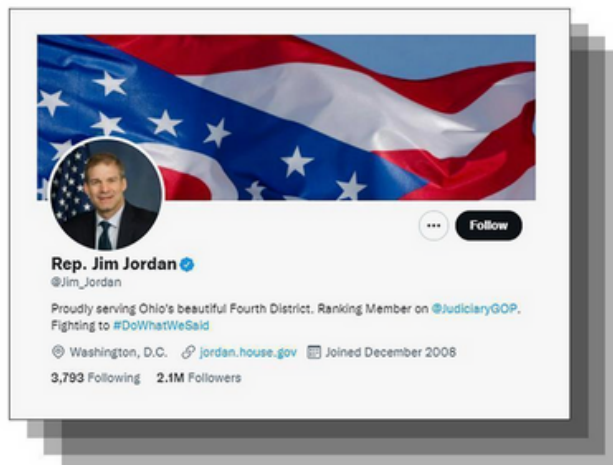 Follow
Rep. Jim Jordan
@Jim_Jordan
Proudly serving Ohio's beautiful Fourth District. Ranking Member on @JudiciaryGOP.
Fighting to #DoWhatWeSaid
Washington, D.C. jordan.house.gov Joined December 2008
3,793 Following 2.1M Followers